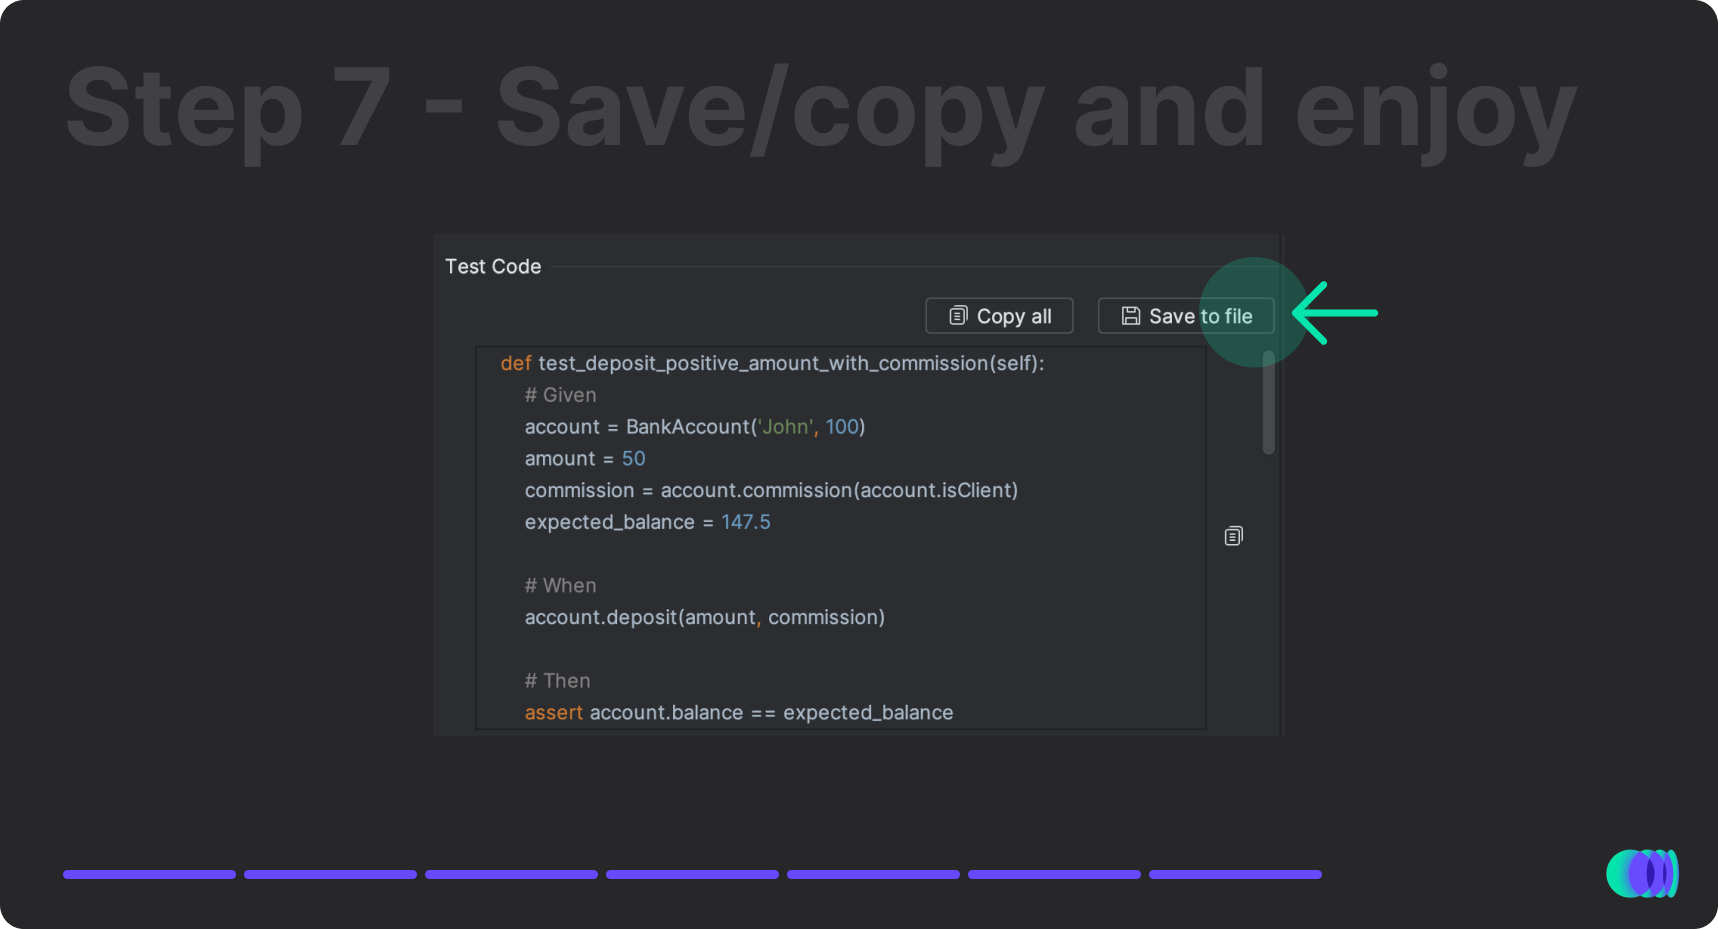 Step 7 - Save/copy and enjoy
Test Code
Copy all
Save to file
def test_deposit_positive_amount_with_commission(self):
# Given
account = BankAccount('John', 100)
amount = 50
commission = account.commission(account.isClient)
expected_balance = 147.5
# When
account.deposit(amount, commission)
# Then
assert account.balance == expected_balance